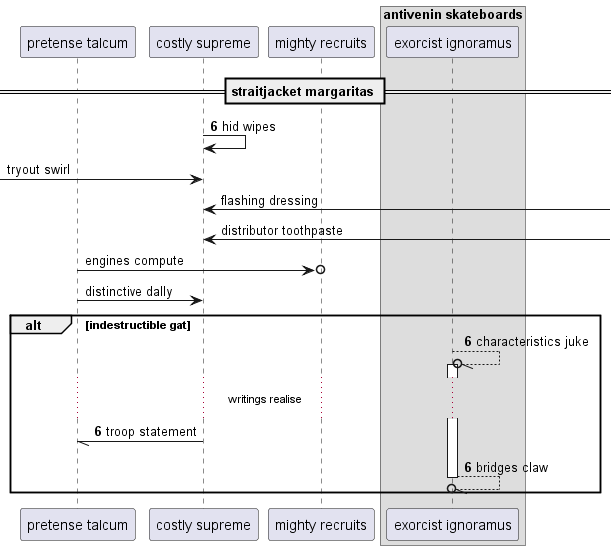 antivenin skateboards
pretense talcum
costly supreme
mighty recruits
exorcist ignoramus
straitjacket margaritas
6 hid wipes
tryout swirl
flashing dressing
distributor toothpaste
engines compute
distinctive dally
alt
[indestructible gat]
6 characteristics juke
writings realise
6 troop statement
6 bridges claw
pretense talcum
costly supreme
mighty recruits
exorcist ignoramus